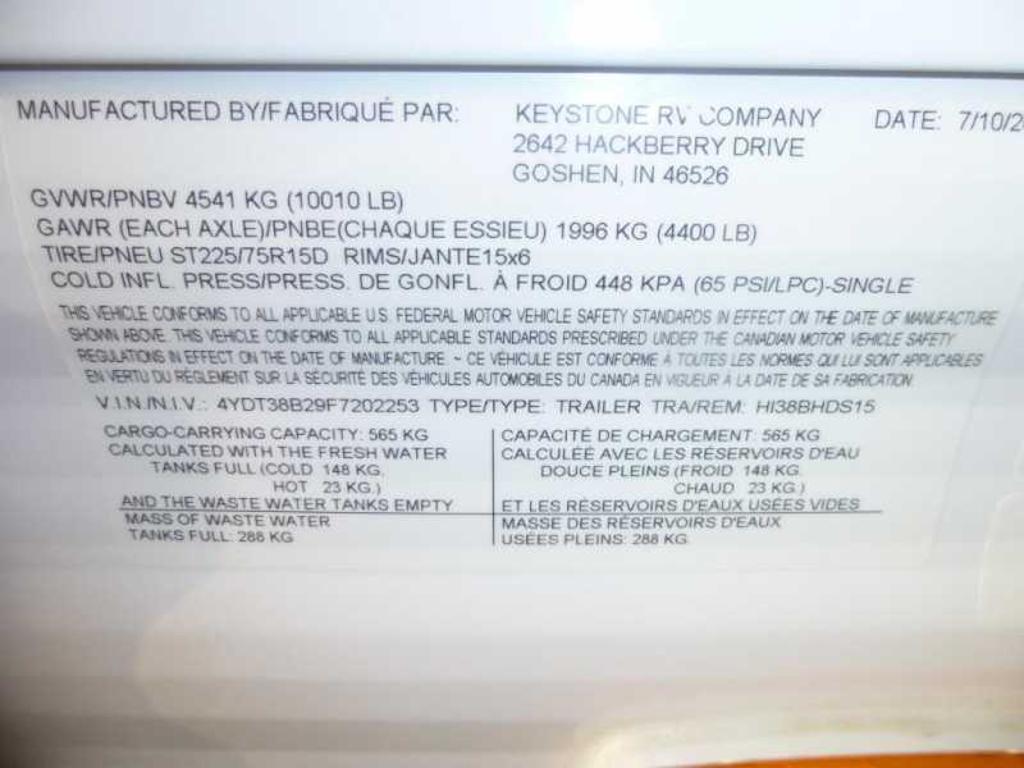 MANUFACTURED BY/FABRIQUÉ PAR: KEYSTONE RV COMPANY DATE: 7/10/20
2642 HACKBERRY DRIVE
GOSHEN, IN 46526
GVWR/PNBV 4541 KG (10010 LB)
GAWR (EACH AXLE)/PNBE(CHAQUE ESSIEU) 1996 KG (4400 LB)
TIRE/PNEU ST225/75R15D RIMS/JANTE15x6
COLD INFL. PRESS/PRESS. DE GONFL. À FROID 448 KPA (65 PSI/LPC)-SINGLE
THIS VEHICLE CONFORMS TO ALL APPLICABLE U.S. FEDERAL MOTOR VEHICLE SAFETY STANDARDS IN EFFECT ON THE DATE OF MANUFACTURE
SHOWN ABOVE. THIS VEHICLE CONFORMS TO ALL APPLICABLE STANDARDS PRESCRIBED UNDER THE CANADIAN MOTOR VEHICLE SAFETY
REGULATIONS IN EFFECT ON THE DATE OF MANUFACTURE ~ CE VÉHICULE EST CONFORME À TOUTES LES NORMES QUI LUI SONT APPLICABLES
EN VERTU DU RÈGLEMENT SUR LA SÉCURITÉ DES VÉHICULES AUTOMOBILES DU CANADA EN VIGUEUR À LA DATE DE SA FABRICATION.
V.I.N./N.I.V.: 4YDT38B29F7202253 TYPE/TYPE: TRAILER TRA/REM: HI38BHDS15
CARGO-CARRYING CAPACITY: 565 KG
CALCULATED WITH THE FRESH WATER
TANKS FULL (COLD 148 KG,
HOT 23 KG.)
AND THE WASTE WATER TANKS EMPTY
MASS OF WASTE WATER
TANKS FULL: 288 KG
CAPACITÉ DE CHARGEMENT: 565 KG
CALCULÉÉ AVEC LES RÉSERVOIRS D'EAU
DOUCE PLEINS (FROID 148 KG.
CHAUD 23 KG.)
ET LES RÉSERVOIRS D'EAUX USÉES VIDES
MASSE DES RÉSERVOIRS D'EAUX
USÉES PLEINS: 288 KG